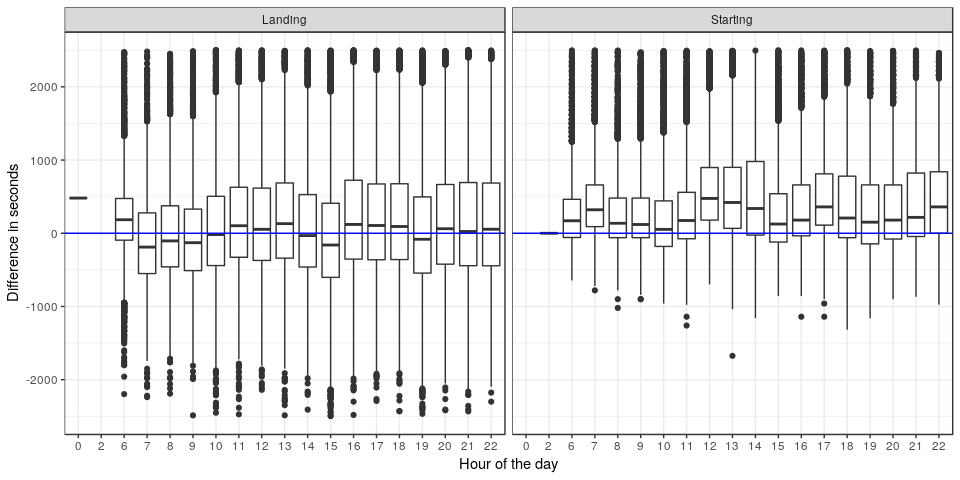 Landing Starting
Difference in seconds
2000
1000
0
-1000
-2000
0 2 6 7 8 9 10 11 12 13 14 15 16 17 18 19 20 21 22 0 2 6 7 8 9 10 11 12 13 14 15 16 17 18 19 20 21 22
Hour of the day